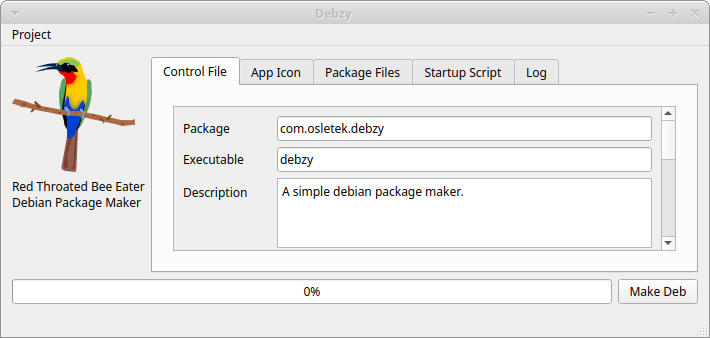 Debzy
Project
Control File
App Icon
Package Files
Startup Script
Log
Red Throated Bee Eater
Debian Package Maker
Package
com.osletek.debzy
Executable
debzy
Description
A simple debian package maker.
0%
Make Deb